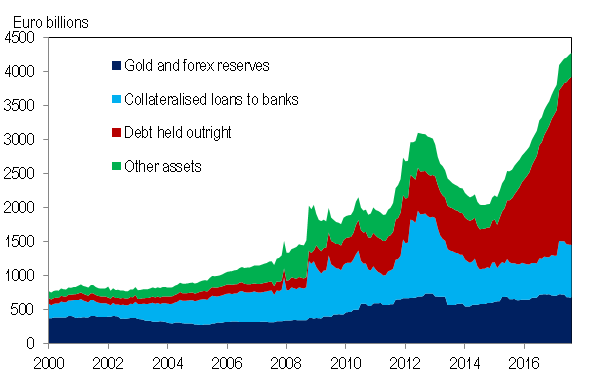 Euro billions
4500
4000
3500
3000
2500
2000
1500
1000
500
0
Gold and forex reserves
Collateralised loans to banks
Debt held outright
Other assets
2000 2002 2004 2006 2008 2010 2012 2014 2016